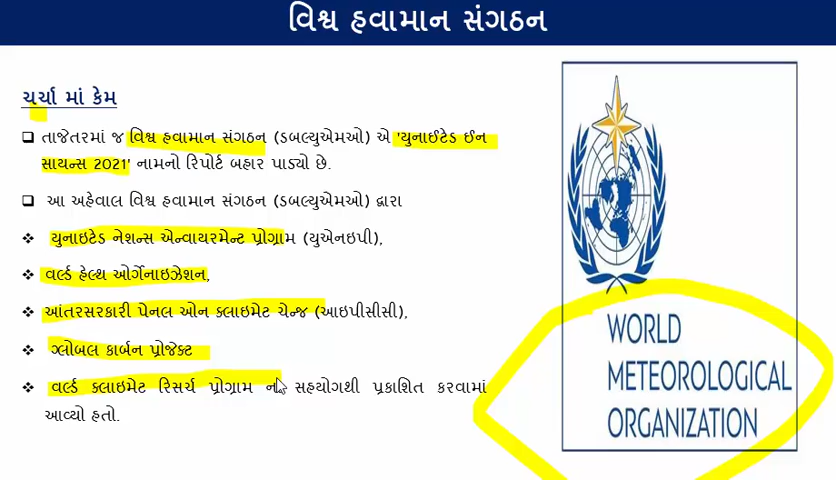 વિશ્વ હવામાન સંગઠન
ચર્ચા માં કેમ
તાજેતરમાં જ વિશ્વ હવામાન સંગઠન (ડબલ્યુએમઓ) એ 'યુનાઈટેડ ઈન
સાયન્સ 2021' નામનો રિપોર્ટ બહાર પાડ્યો છે.
આ અહેવાલ વિશ્વ હવામાન સંગઠન (ડબલ્યુએમઓ) દ્વારા
યુનાઇટેડ નેશન્સ એન્વાયરમેન્ટ પ્રોગ્રામ (યુએનઇપી),
વર્લ્ડ હેલ્થ ઓર્ગેનાઇઝેશન,
આંતરસરકારી પેનલ ઓન ક્લાઇમેટ ચેન્જ (આઇપીસીસી),
ગ્લોબલ કાર્બન પ્રોજેક્ટ
વર્લ્ડ ક્લાઇમેટ રિસર્ચ પ્રોગ્રામ ના સહયોગથી પ્રકાશિત કરવામાં
આવ્યો હતો.
WORLD
METEOROLOGICAL
ORGANIZATION